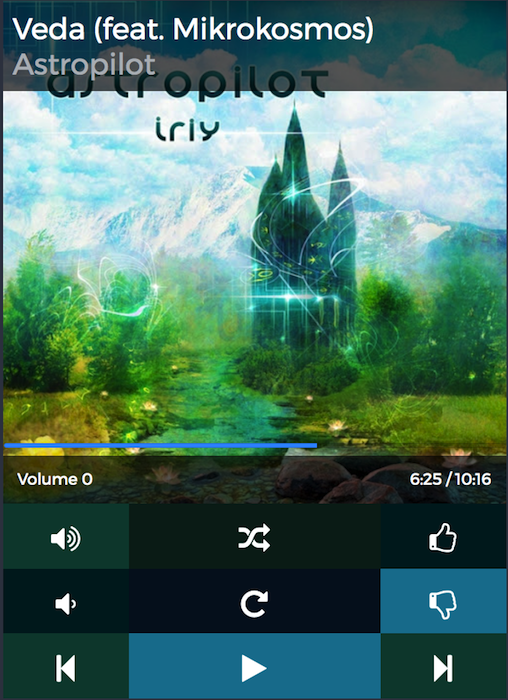 Veda (feat. Mikrokosmos)
Astropilot
astropilot
iriy
Volume 0
6:25 / 10:16